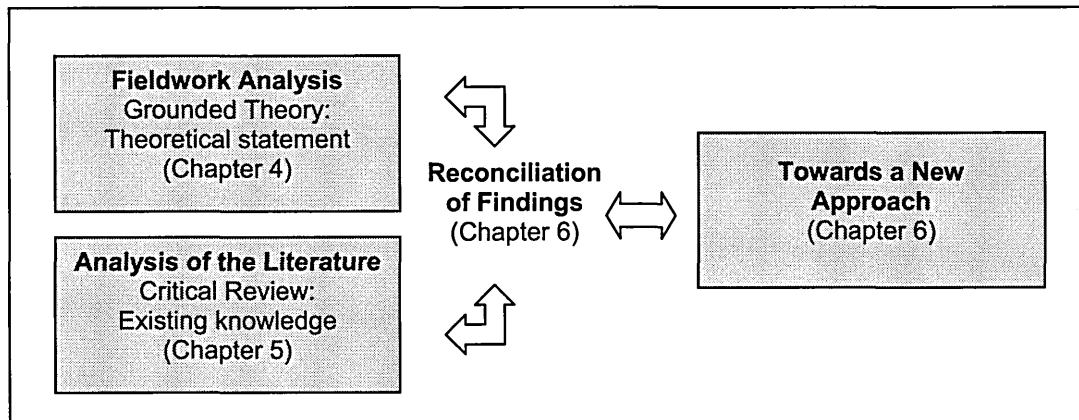 Fieldwork Analysis
Grounded Theory:
Theoretical statement
(Chapter 4)
Analysis of the Literature
Critical Review:
Existing knowledge
(Chapter 5)
Reconciliation
of Findings
(Chapter 6)
Towards a New
Approach
(Chapter 6)